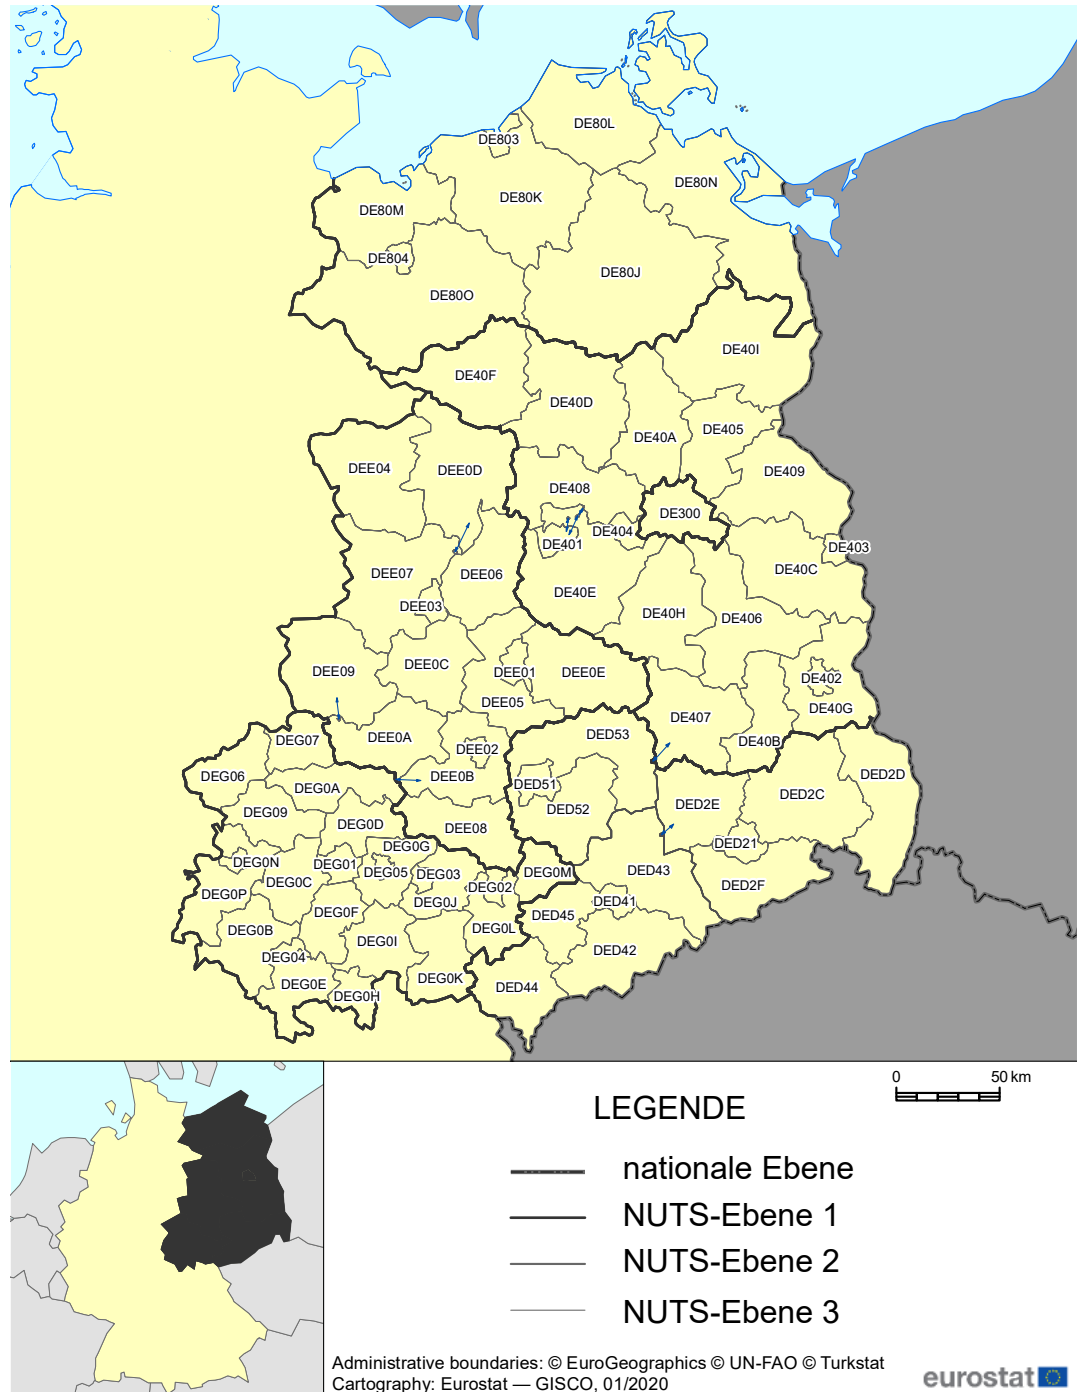 DE80L
DE803
DE80N
DE80K
DE80M
DE804
DE80J
DE80O
DE40I
DE40F
DE40D
DE405
DE40A
DEE04
DEE0D
DE409
DE408
DE300
DE404
DE401
DE403
DE40C
DEE07
DEE06
DE40E
DEE03
DE40H
DE406
DEE0C
DEE09
DEE01
DEE0E
DE402
DEE05
DE40G
DE407
DED53
DEE0A
DEG07
DE40B
DEE02
DEG06
DEE0B
DED2D
DEG0A
DED51
DED2C
DED2E
DEG09
DED52
DEG0D
DEE08
DED21
DEG0G
DEG0N
DEG01
DEG05
DEG03
DEG0M
DED43
DEG0C
DEG02
DED2F
DEG0P
DEG0J
DED41
DEG0F
DED45
DEG0B
DEG0L
DEG0I
DED42
DEG04
DEG0K
DEG0E
DED44
DEG0H
0 50 km
LEGENDE
nationale Ebene
NUTS-Ebene 1
NUTS-Ebene 2
NUTS-Ebene 3
Administrative boundaries: © EuroGeographics © UN-FAO © Turkstat
Cartography: Eurostat — GISCO, 01/2020
eurostat